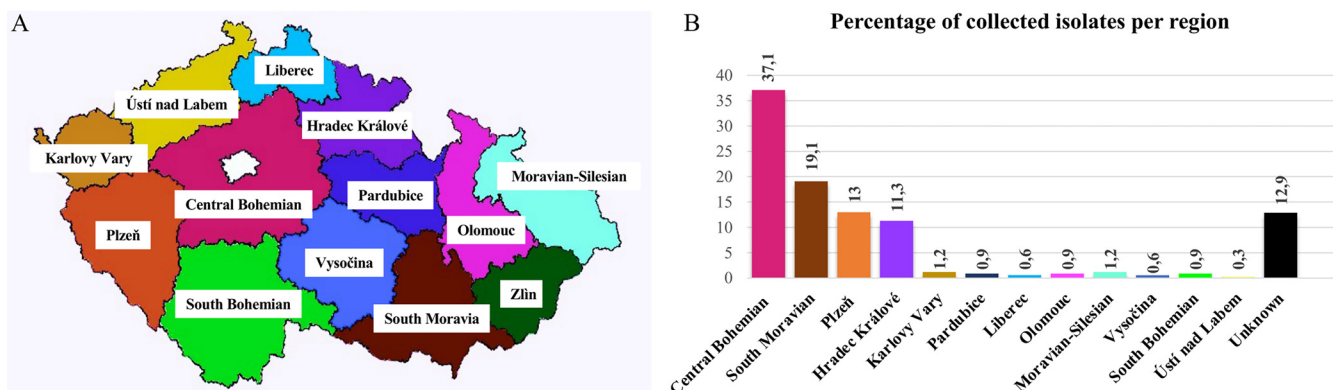 A
Liberec
Ústí nad Labem
Hradec Králové
Karlovy Vary
Moravian-Silesian
Pardubice
Central Bohemian
Plzeň
Olomouc
Vysočina
Zlìn
South Bohemian
South Moravia
B
Percentage of collected isolates per region
40
35
30
25
20
15
10
5
0
37,1
19,1
13
11,3
1,2
0,9
0,6
0,9
1,2
0,6
0,9
0,3
12,9
Central Bohemian
South Moravian
Plzeň
Hradec Králové
Karlovy Vary
Pardubice
Liberec
Olomouc
Moravian-Silesian
Vysočina
South Bohemian
Ústí nad Labem
Unknown